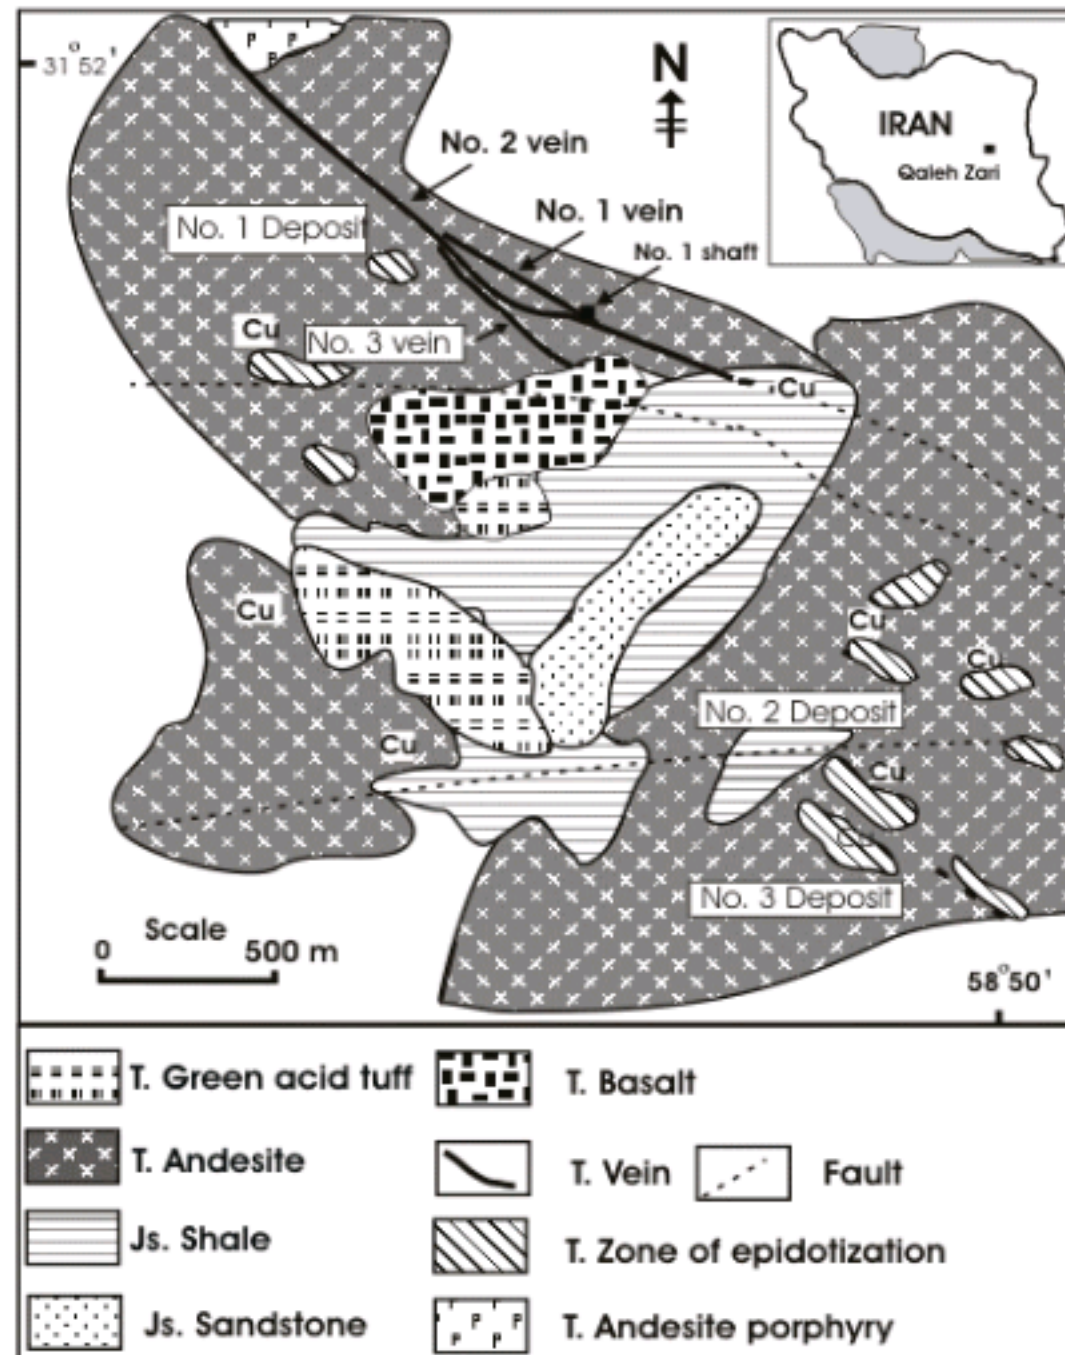 31° 52'
N
IRAN
Qaleh Zari
No. 2 vein
No. 1 vein
No. 1 Deposit
No. 1 shaft
Cu
No. 3 vein
Cu
Cu
Cu
Cu
No. 2 Deposit
Cu
Cu
Cu
No. 3 Deposit
Scale
0 500 m
58° 50'
T. Green acid tuff
T. Basalt
T. Andesite
T. Vein
Fault
Js. Shale
T. Zone of epidotization
Js. Sandstone
T. Andesite porphyry